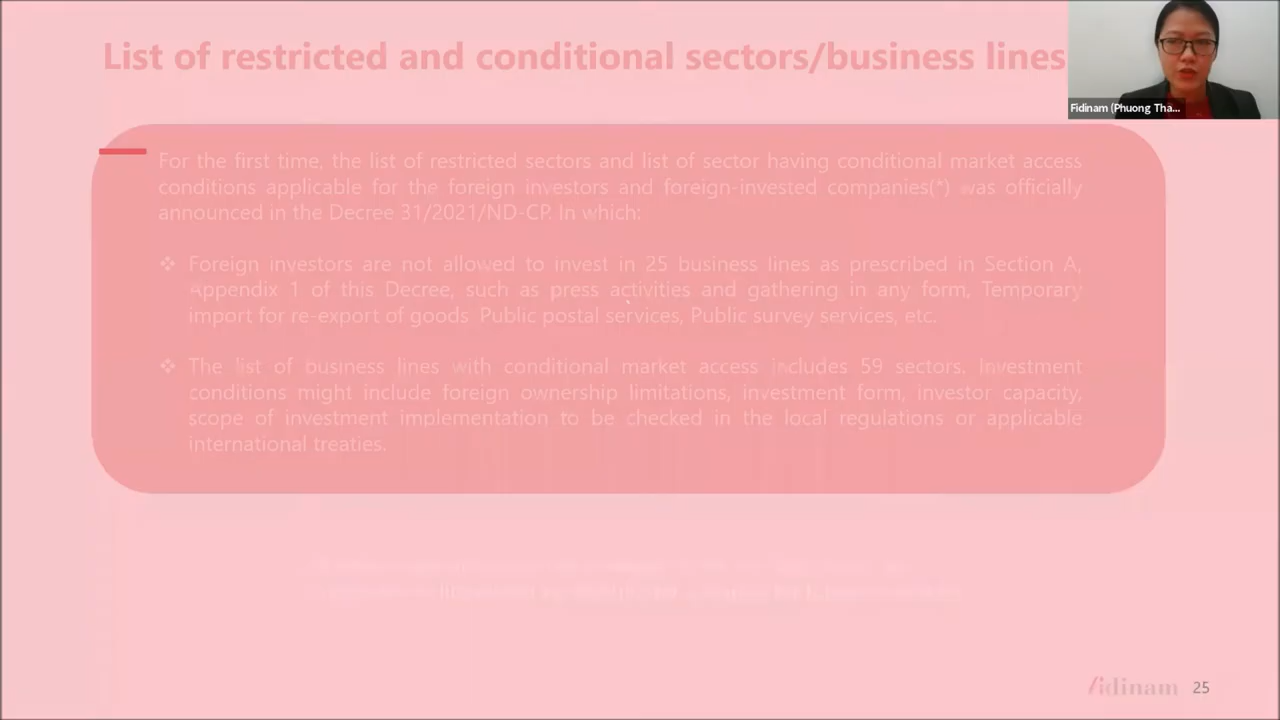 List of restricted and conditional sectors/business lines
Fidinam (Phuong Tha...
For the first time, the list of restricted sectors and list of sector having conditional market access
conditions applicable for the foreign investors and foreign-invested companies(*) was officially
announced in the Decree 31/2021/ND-CP. In which:
❖ Foreign investors are not allowed to invest in 25 business lines as prescribed in Section A,
Appendix 1 of this Decree, such as press activities and gathering in any form, Temporary
import for re-export of goods Public postal services, Public survey services, etc.
❖ The list of business lines with conditional market access includes 59 sectors. Investment
conditions might include foreign ownership limitations, investment form, investor capacity,
scope of investment implementation to be checked in the local regulations or applicable
international treaties.
fidinam 25